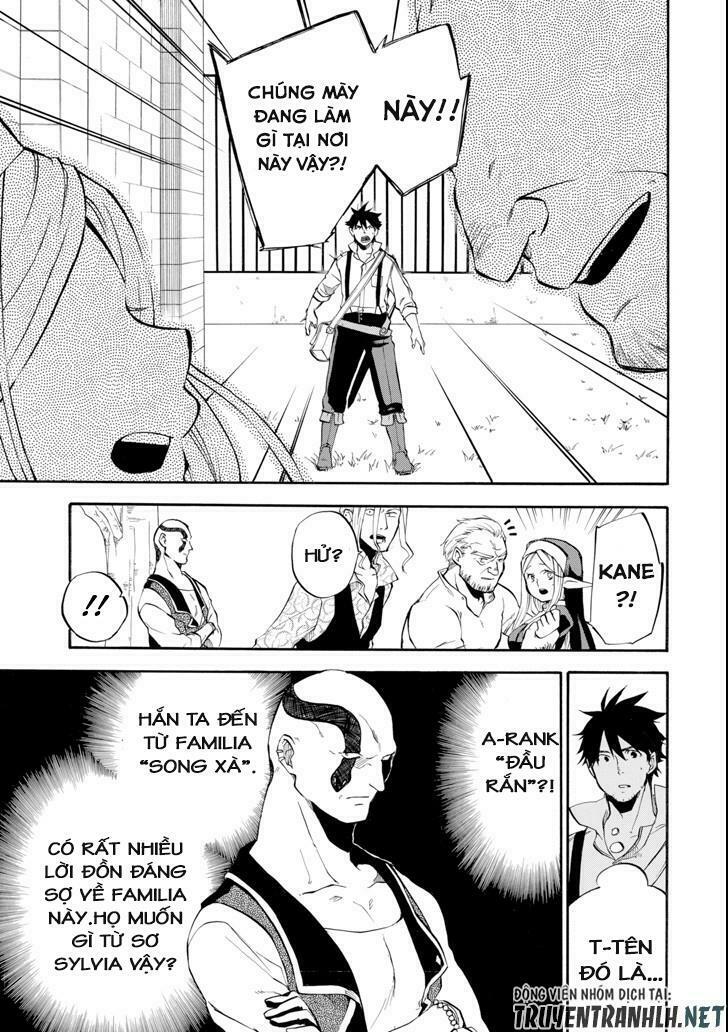 NÀY!!
CHÚNG MÀY
ĐANG LÀM
GÌ TẠI NƠI
NÀY VẬY?!
KANE
?!
HỬ?
!!
T-TÊN
ĐÓ LÀ...
A-RANK
“ĐẦU
RẮN”?!
HẮN TA ĐẾN
TỪ FAMILIA
“SONG XÀ”.
CÓ RẤT NHIỀU
LỜI ĐỒN ĐÁNG
SỢ VỀ FAMILIA
NÀY.HỌ MUỐN
GÌ TỪ SƠ
SYLVIA VẬY?
ĐỘNG VIÊN NHÓM DỊCH TẠI:
TRUYENTRANHLH.NET